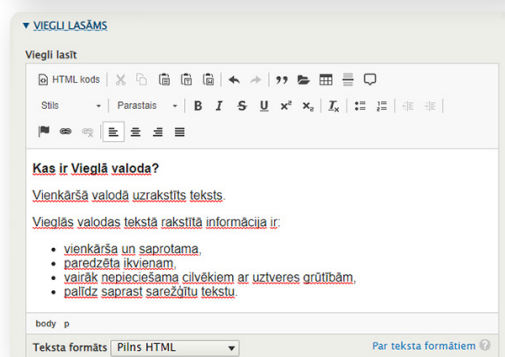 VIEGLI LASĀMS
Viegli lasīt
HTML kods
Stils Parastais B I S U x² xₓ Iₓ
Kas ir Vieglā valoda?
Vienkāršā valodā uzrakstīts teksts.
Vieglās valodas tekstā rakstītā informācija ir:
vienkārša un saprotama,
paredzēta ikvienam,
vairāk nepieciešama cilvēkiem ar uztveres grūtībām,
palīdz saprast sarežģītu tekstu.
body p
Teksta formāts Pilns HTML Par teksta formātiem